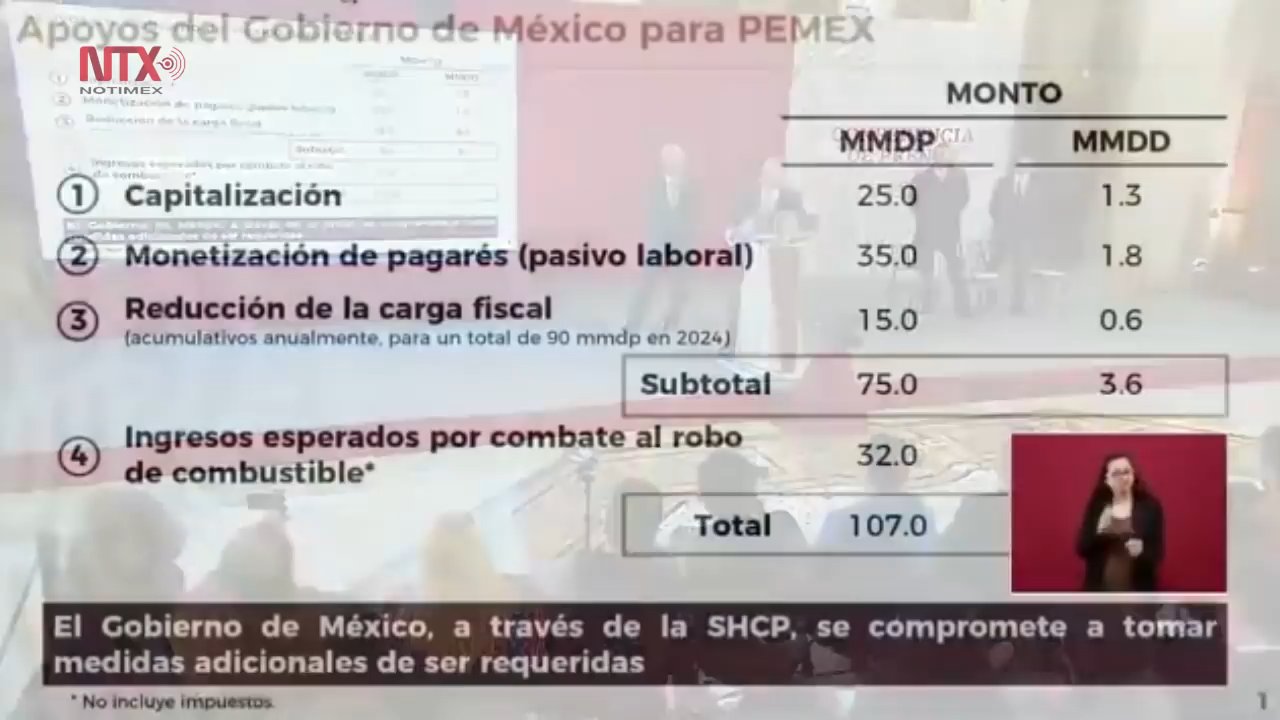 Apoyos del Gobierno de México para PEMEX
NTX
NOTIMEX
MONTO
MMDP MMDD
1 Capitalización 25.0 1.3
2 Monetización de pagarés (pasivo laboral) 35.0 1.8
3 Reducción de la carga fiscal 15.0 0.6
(acumulativos anualmente, para un total de 90 mmdp en 2024)
Subtotal 75.0 3.6
4 Ingresos esperados por combate al robo
de combustible* 32.0
Total 107.0
El Gobierno de México, a través de la SHCP, se compromete a tomar
medidas adicionales de ser requeridas
* No incluye impuestos.
1